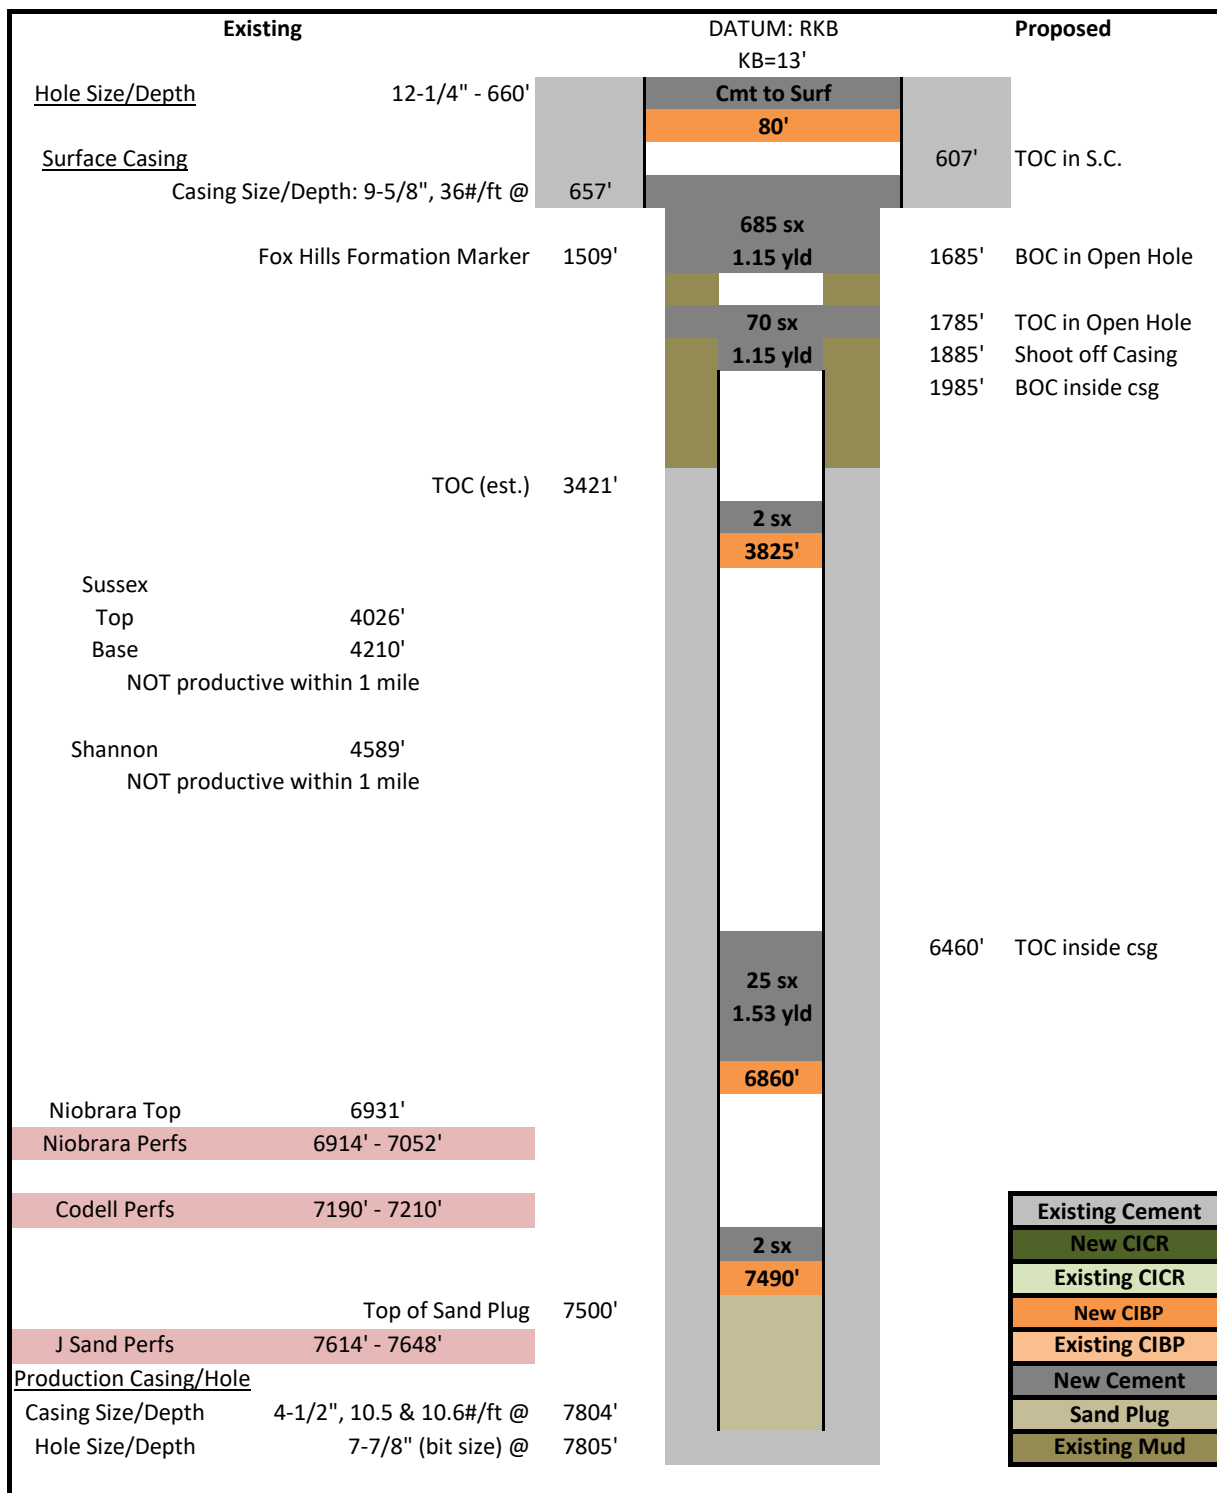 Existing DATUM: RKB Proposed
KB=13'
Hole Size/Depth 12-1/4" - 660' Cmt to Surf
80'
Surface Casing 607' TOC in S.C.
Casing Size/Depth: 9-5/8", 36#/ft @ 657'
685 sx
Fox Hills Formation Marker 1509' 1.15 yld 1685' BOC in Open Hole
70 sx 1785' TOC in Open Hole
1.15 yld 1885' Shoot off Casing
1985' BOC inside csg
TOC (est.) 3421'
2 sx
3825'
Sussex
Top 4026'
Base 4210'
NOT productive within 1 mile
Shannon 4589'
NOT productive within 1 mile
6460' TOC inside csg
25 sx
1.53 yld
6860'
Niobrara Top 6931'
Niobrara Perfs 6914' - 7052'
Codell Perfs 7190' - 7210' Existing Cement
2 sx New CICR
7490' Existing CICR
Top of Sand Plug 7500' New CIBP
J Sand Perfs 7614' - 7648' Existing CIBP
Production Casing/Hole New Cement
Casing Size/Depth 4-1/2", 10.5 & 10.6#/ft @ 7804' Sand Plug
Hole Size/Depth 7-7/8" (bit size) @ 7805' Existing Mud